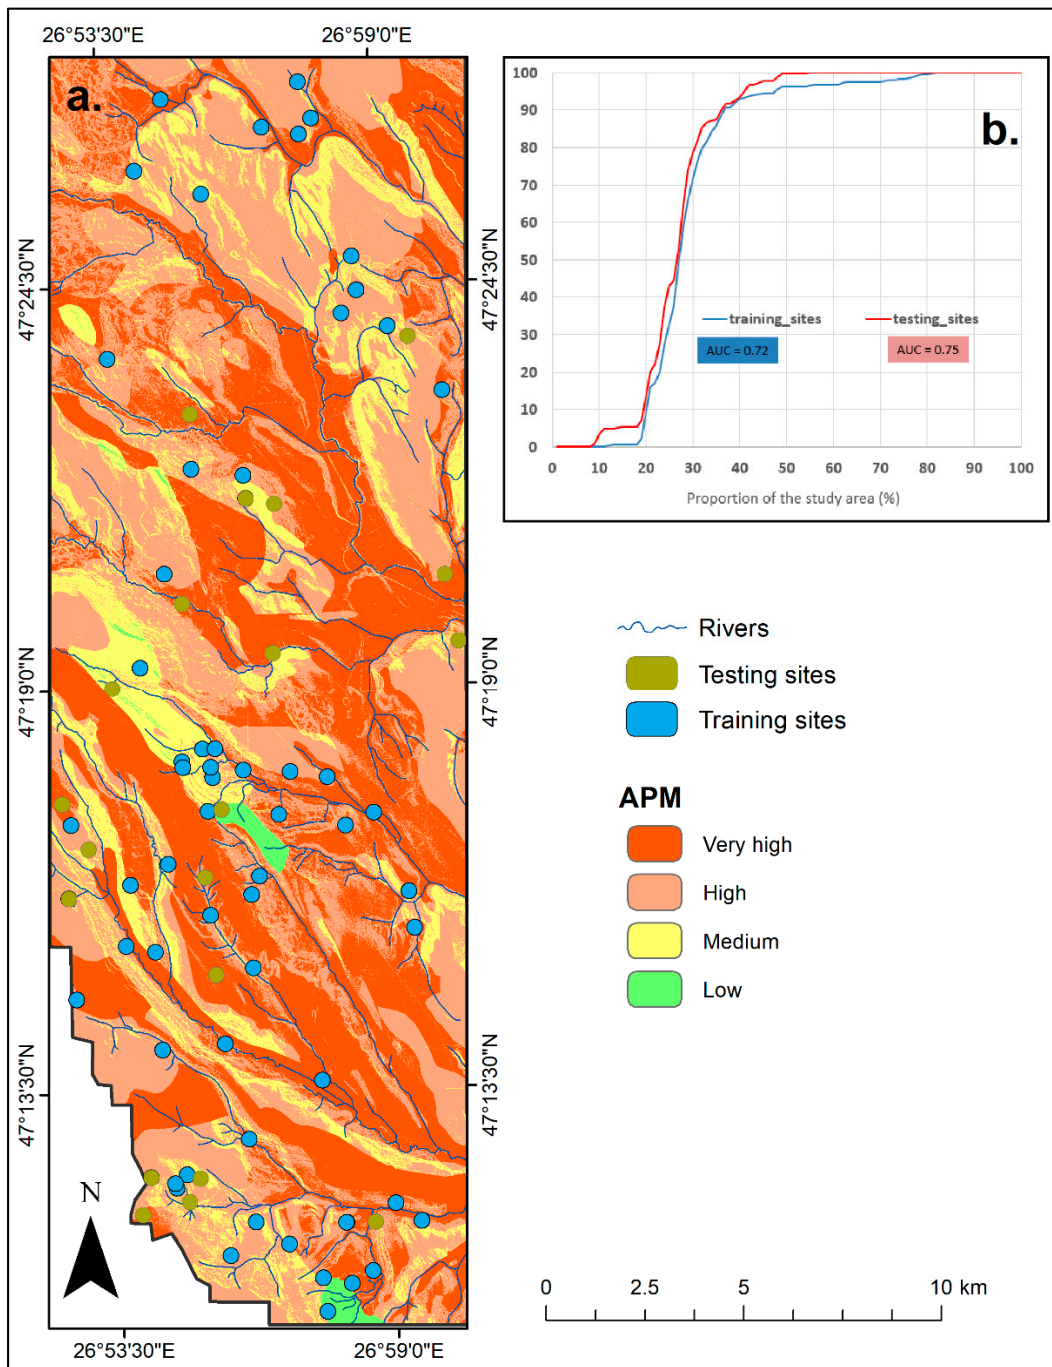 26°53'30"E
26°59'0"E
a.
47°24'30"N
47°24'30"N
47°19'0"N
47°19'0"N
47°13'30"N
47°13'30"N
N
26°53'30"E
26°59'0"E
100
90
80
70
60
50
40
30
20
10
0
b.
training_sites
testing_sites
AUC = 0.72
AUC = 0.75
0 10 20 30 40 50 60 70 80 90 100
Proportion of the study area (%)
Rivers
Testing sites
Training sites
APM
Very high
High
Medium
Low
0 2.5 5 10 km